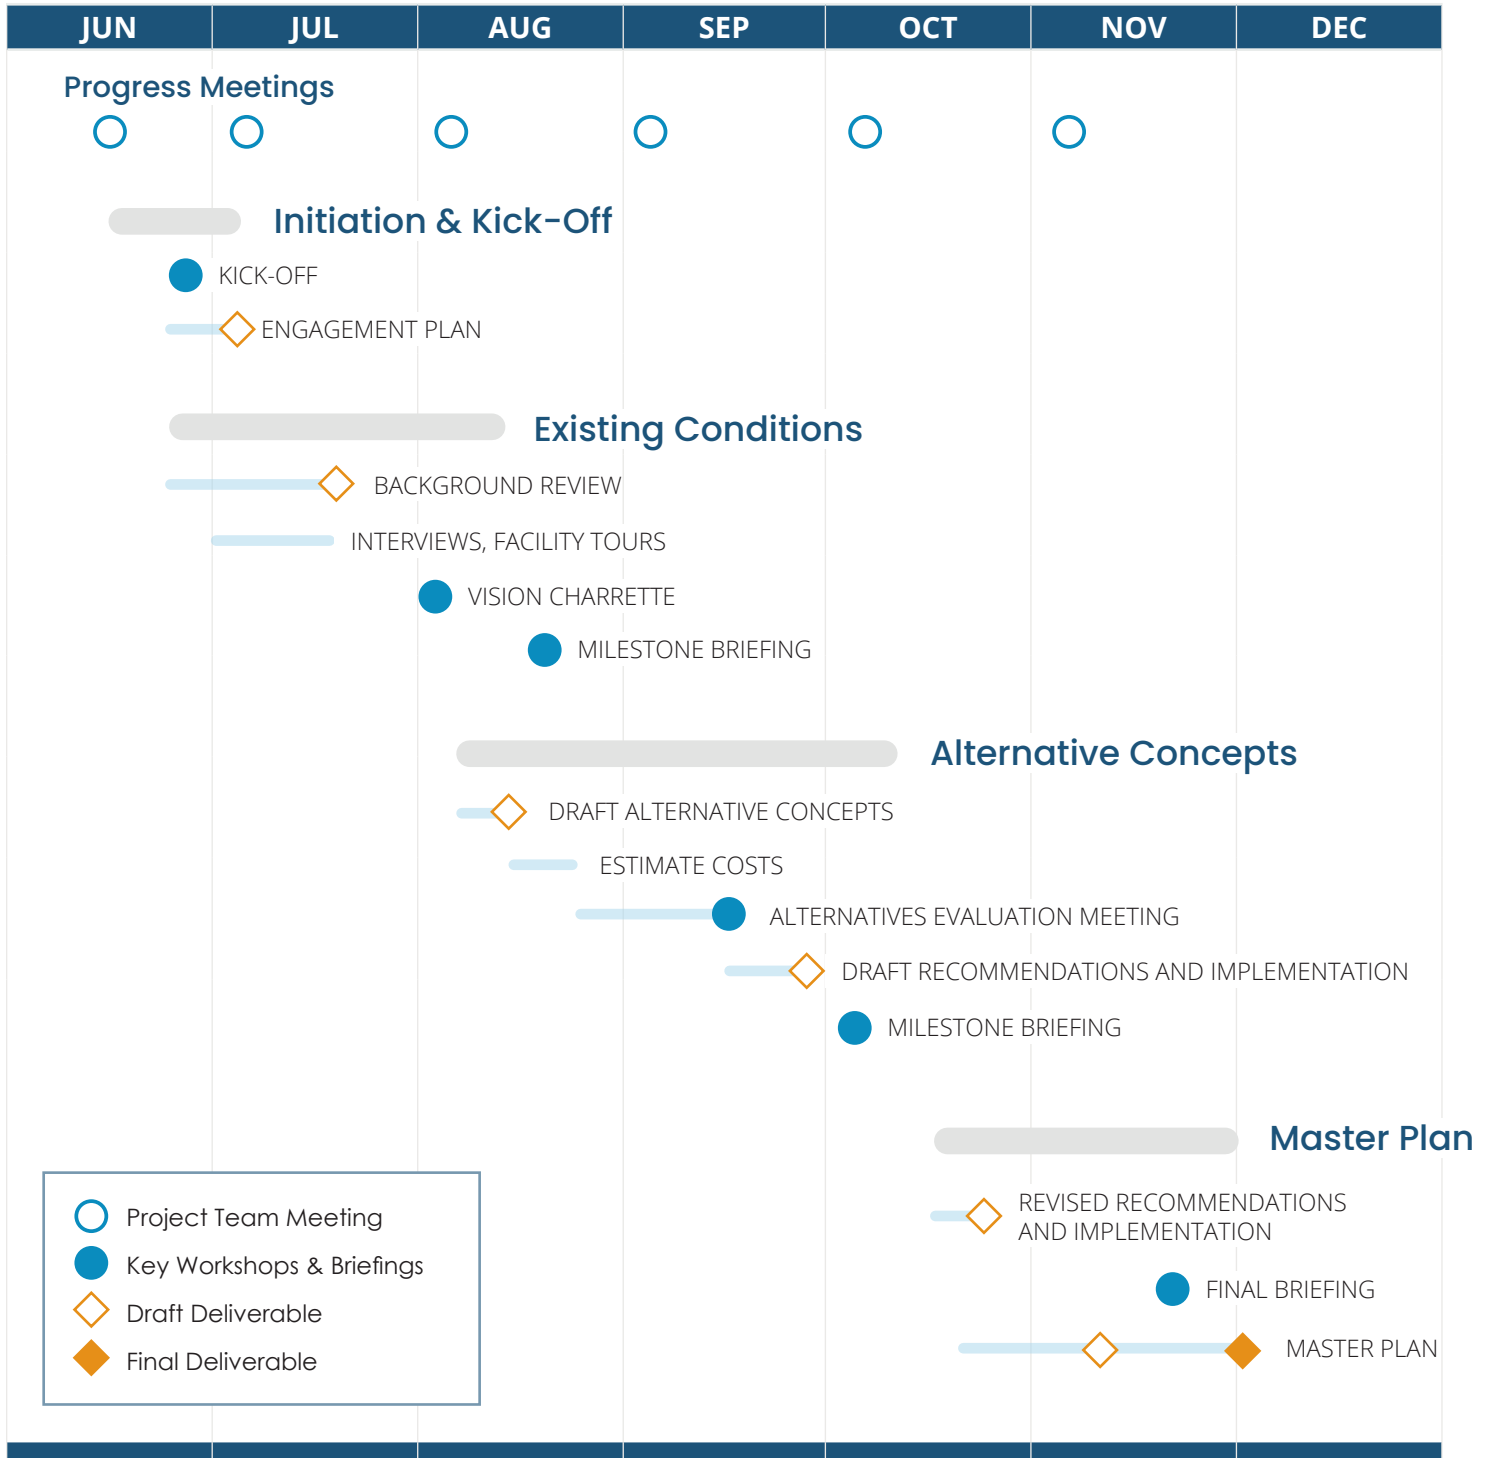 JUN JUL AUG SEP OCT NOV DEC
Progress Meetings
Initiation & Kick-Off
KICK-OFF
ENGAGEMENT PLAN
Existing Conditions
BACKGROUND REVIEW
INTERVIEWS, FACILITY TOURS
VISION CHARRETTE
MILESTONE BRIEFING
Alternative Concepts
DRAFT ALTERNATIVE CONCEPTS
ESTIMATE COSTS
ALTERNATIVES EVALUATION MEETING
DRAFT RECOMMENDATIONS AND IMPLEMENTATION
MILESTONE BRIEFING
Master Plan
REVISED RECOMMENDATIONS
AND IMPLEMENTATION
FINAL BRIEFING
MASTER PLAN
Project Team Meeting
Key Workshops & Briefings
Draft Deliverable
Final Deliverable